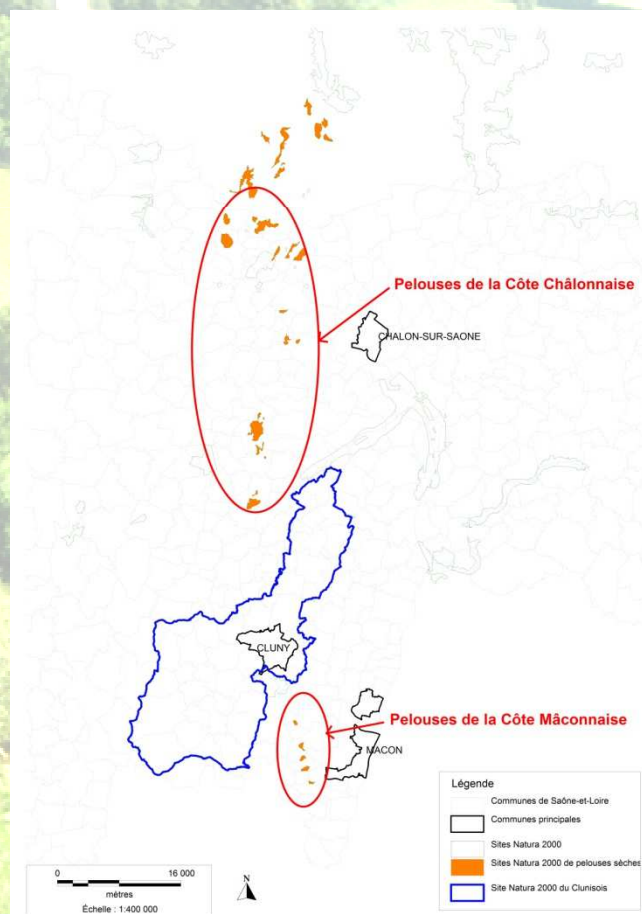 Pelouses de la Côte Châlonnaise
CHALON-SUR-SAONE
CLUNY
Pelouses de la Côte Mâconnaise
MACON
Légende
Communes de Saône-et-Loire
Communes principales
Sites Natura 2000
Sites Natura 2000 de pelouses sèches
Site Natura 2000 du Clunisois
0 16 000
mètres
Échelle : 1:400 000
N